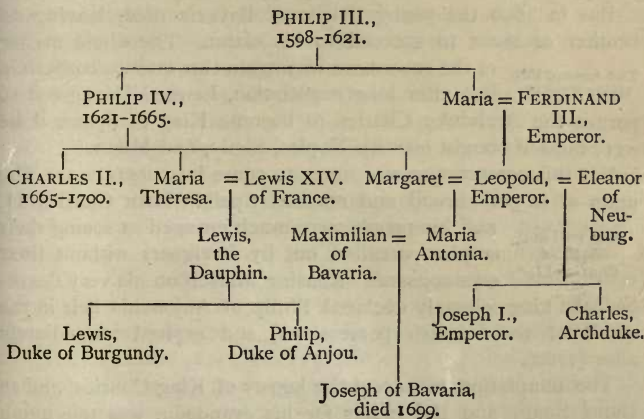 PHILIP III.,
1598-1621.
PHILIP IV.,
1621-1665.
Maria = FERDINAND
III.,
Emperor.
CHARLES II.,
1665-1700.
Maria
Theresa.
= Lewis XIV.
of France.
Margaret =
Leopold, =
Emperor.
Eleanor
of
Neu-
burg.
Lewis,
the
Dauphin.
Maximilian =
of
Bavaria.
Maria
Antonia.
Lewis,
Duke of Burgundy.
Philip,
Duke of Anjou.
Joseph I.,
Emperor.
Charles,
Archduke.
Joseph of Bavaria,
died 1699.